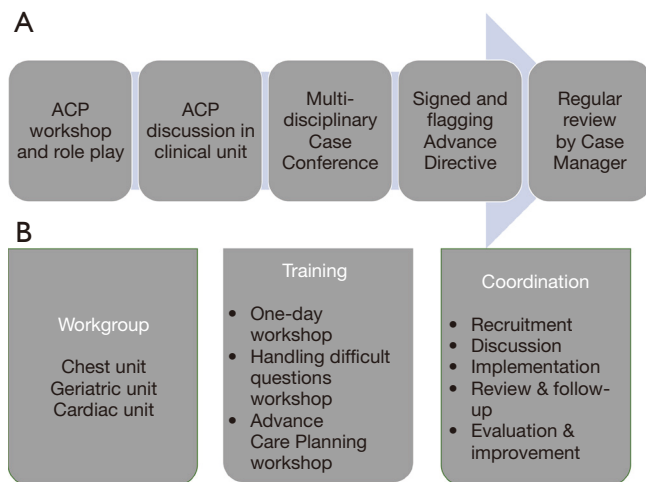 A
ACP
workshop
and role play
ACP
discussion in
clinical unit
Multi-
disciplinary
Case
Conference
Signed and
flagging
Advance
Directive
Regular
review
by Case
Manager
B
Workgroup
Chest unit
Geriatric unit
Cardiac unit
Training
• One-day
workshop
• Handling difficult
questions
workshop
• Advance
Care Planning
workshop
Coordination
• Recruitment
• Discussion
• Implementation
• Review & follow-
up
• Evaluation &
improvement